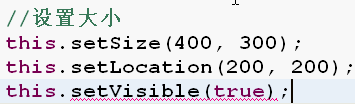 //设置大小
this.setSize(400, 300);
this.setLocation(200, 200);
this.setVisible(true);